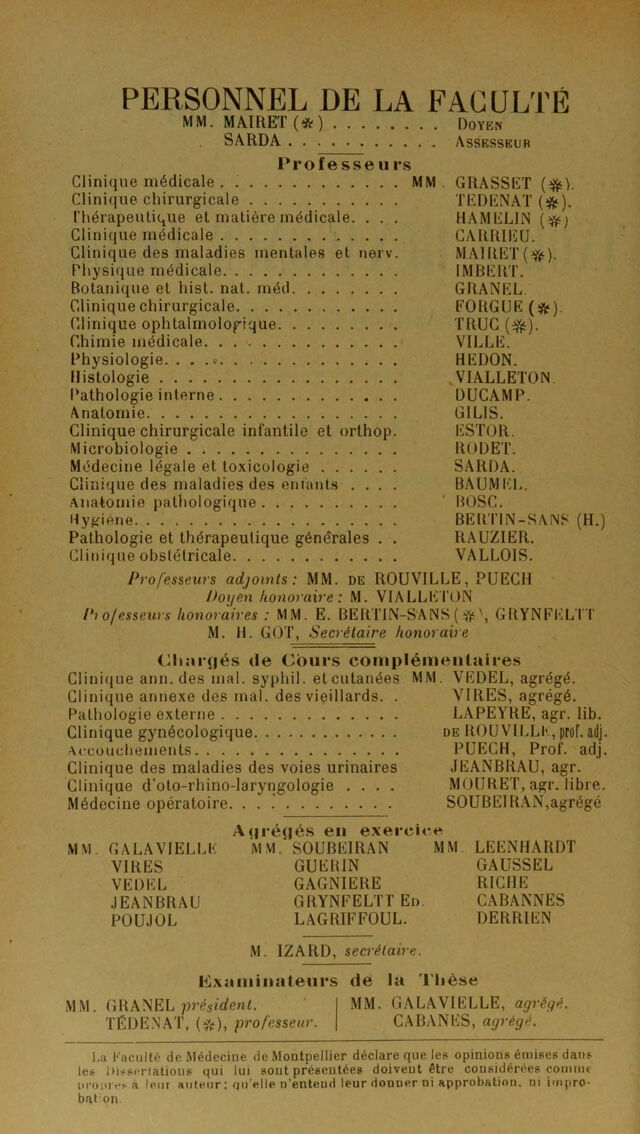 PERSONNEL DE LA FACULTÉ
MM. MAIRET (✻) . . . . . . . . DOYEN
SARDA . . . . . . . . . . . ASSESSEUR
Professeurs
Clinique médicale . . . . . . . . . . . . . MM. GRASSET (✻).
Clinique chirurgicale . . . . . . . . . . . TEDENAT (✻).
Thérapeutique et matière médicale. . . . HAMELIN (✻)
Clinique médicale . . . . . . . . . . . . . CARRIEU.
Clinique des maladies mentales et nerv. MAIRET (✻).
Physique médicale. . . . . . . . . . . . . IMBERT.
Botanique et hist. nat. méd. . . . . . . . GRANEL.
Clinique chirurgicale. . . . . . . . . . . . FORGUE (✻).
Clinique ophtalmologique. . . . . . . . . TRUC (✻).
Chimie médicale. . . . . . . . . . . . . . VILLE.
Physiologie. . . . . . . . . . . . . . . . . HEDON.
Histologie . . . . . . . . . . . . . . . . . VIALLETON.
Pathologie interne . . . . . . . . . . . . . DUCAMP.
Anatomie. . . . . . . . . . . . . . . . . . GILIS.
Clinique chirurgicale infantile et orthop. ESTOR.
Microbiologie . . . . . . . . . . . . . . . RODET.
Médecine légale et toxicologie . . . . . . SARDA.
Clinique des maladies des enfants . . . . BAUMEL.
Anatomie pathologique . . . . . . . . . . BOSC.
Hygiène. . . . . . . . . . . . . . . . . . . BERTIN-SANS (H.)
Pathologie et thérapeutique générales . . RAUZIER.
Clinique obstétricale. . . . . . . . . . . . VALLOIS.
Professeurs adjoints : MM. DE ROUVILLE, PUECH
Doyen honoraire : M. VIALLETON
Professeurs honoraires : MM. E. BERTIN-SANS (✻), GRYNFELTT
M. H. GOT, Secrétaire honoraire
Chargés de Cours complémentaires
Clinique ann. des mal. syphil. et cutanées MM. VEDEL, agrégé.
Clinique annexe des mal. des vieillards. . VIRES, agrégé.
Pathologie externe . . . . . . . . . . . . . LAPEYRE, agr. lib.
Clinique gynécologique. . . . . . . . . . . DE ROUVILLE, prof. adj.
Accouchements. . . . . . . . . . . . . . . PUECH, Prof. adj.
Clinique des maladies des voies urinaires JEANBRAU, agr.
Clinique d'oto-rhino-laryngologie . . . . MOURET, agr. libre.
Médecine opératoire. . . . . . . . . . . . SOUBEIRAN, agrégé
Agrégés en exercice
MM. GALAVIELLE MM. SOUBEIRAN MM. LEENHARDT
VIRES GUERIN GAUSSEL
VEDEL GAGNIERE RICHE
JEANBRAU GRYNFELTT ED. CABANNES
POUJOL LAGRIFFOUL. DERRIEN
M. IZARD, secrétaire.
Examinateurs de la Thèse
MM. GRANEL président. MM. GALAVIELLE, agrégé.
TÉDENAT, (✻), professeur. CABANES, agrégé.
La Faculté de Médecine de Montpellier déclare que les opinions émises dans
les Dissertations qui lui sont présentées doivent être considérées comme
propres à leur auteur; qu'elle n'entend leur donner ni approbation, ni impro-
bation.